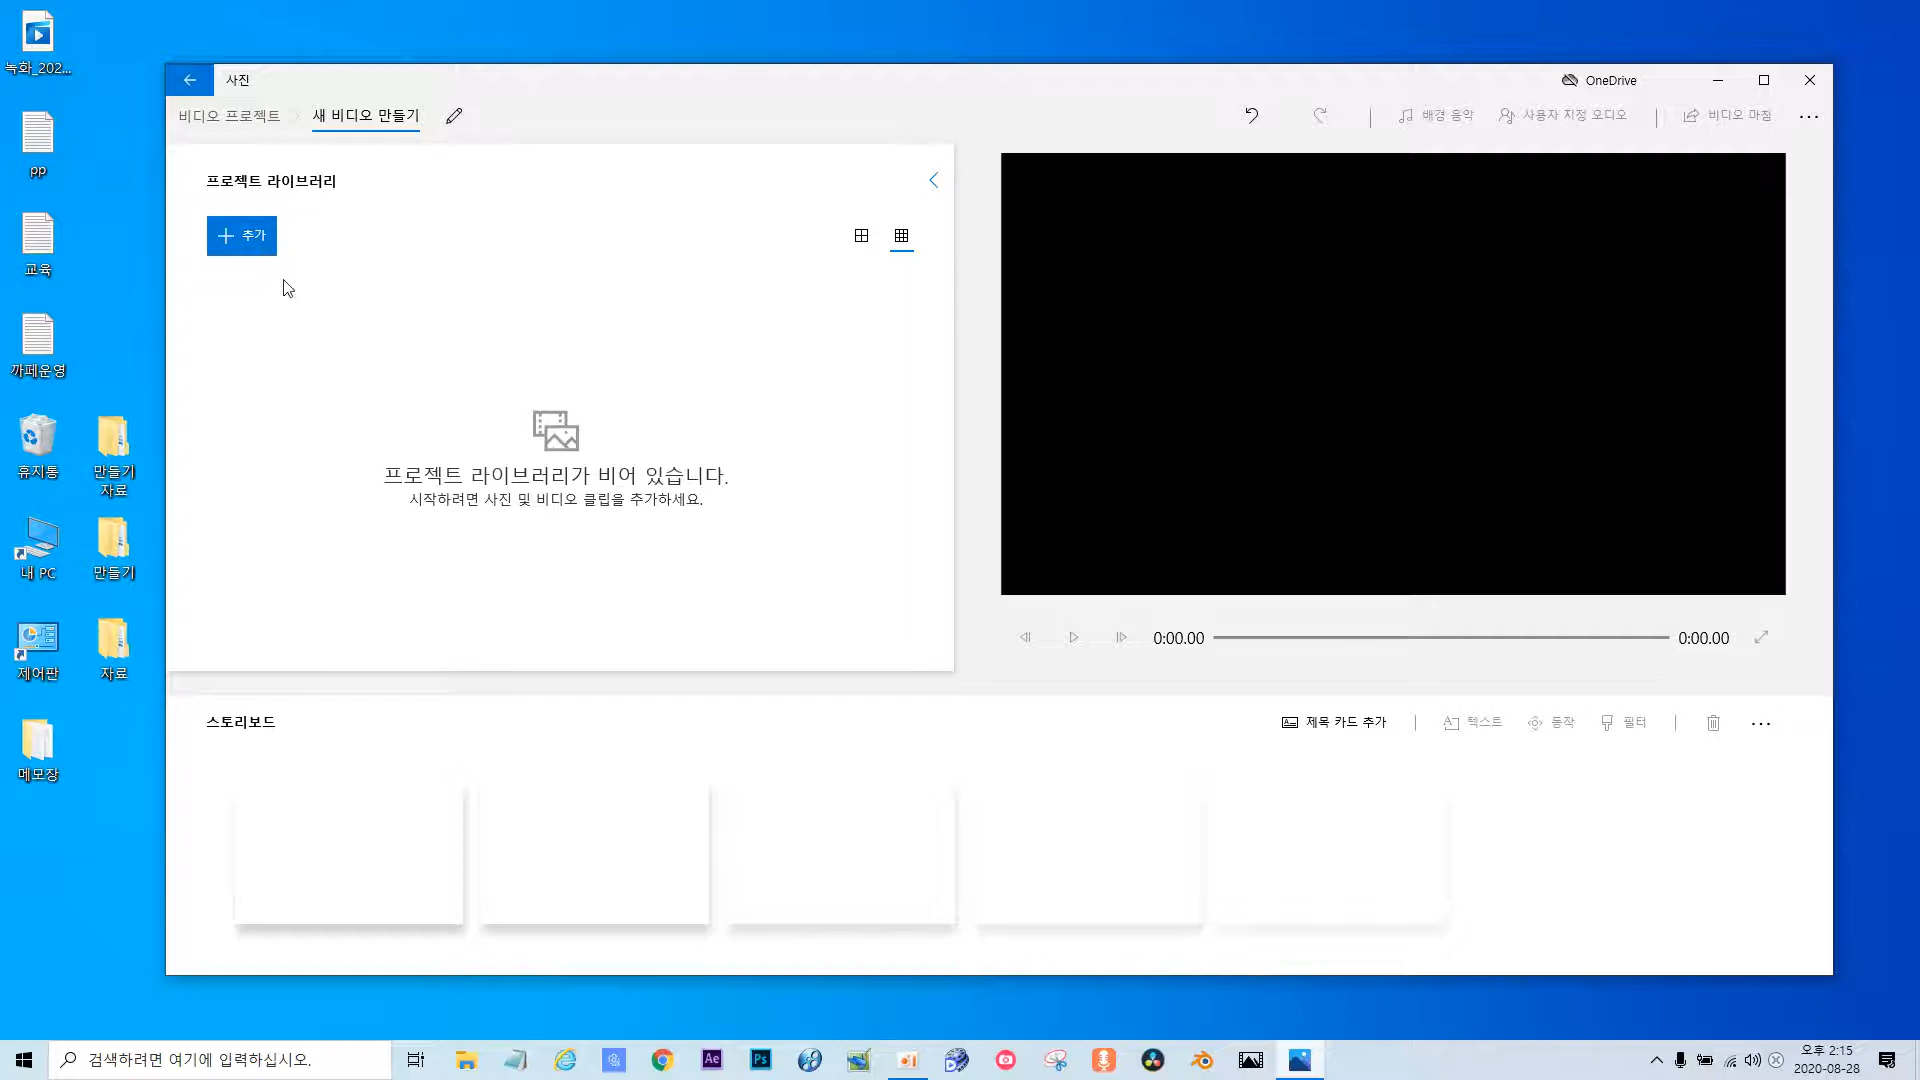 녹화_202...
pp
교육
까페운영
휴지통
만들기
자료
내 PC
만들기
제어판
자료
메모장
사진
OneDrive
비디오 프로젝트
새 비디오 만들기
배경 음악
사용자 지정 오디오
비디오 마침
프로젝트 라이브러리
추가
프로젝트 라이브러리가 비어 있습니다.
시작하려면 사진 및 비디오 클립을 추가하세요.
0:00.00
0:00.00
스토리보드
제목 카드 추가
텍스트
동작
필터
검색하려면 여기에 입력하십시오.
Ae
Ps
오후 2:15
2020-08-28